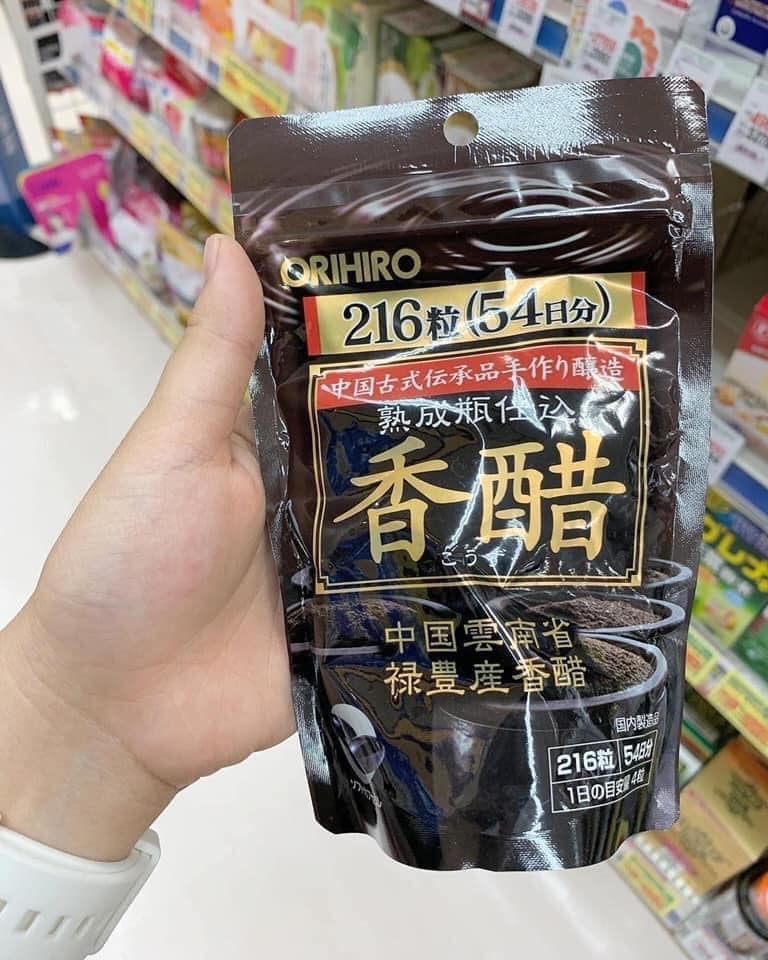 ORIHIRO
216粒(54日分)
中国古式伝承品手作り醸造
熟成瓶仕込
香醋
こうず
中国雲南省
禄豊産香醋
国内製造品
216粒 54日分
1日の目安量 4粒